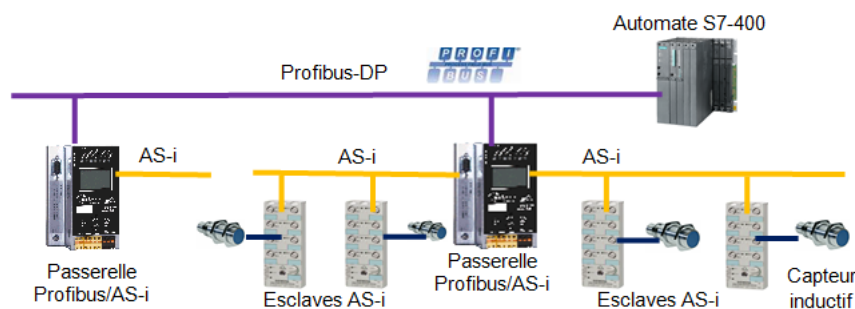 Automate S7-400
PROFI
BUS
Profibus-DP
AS-i
AS-i
AS-i
Passerelle
Profibus/AS-i
Esclaves AS-i
Passerelle
Profibus/AS-i
Esclaves AS-i
Capteur
inductif